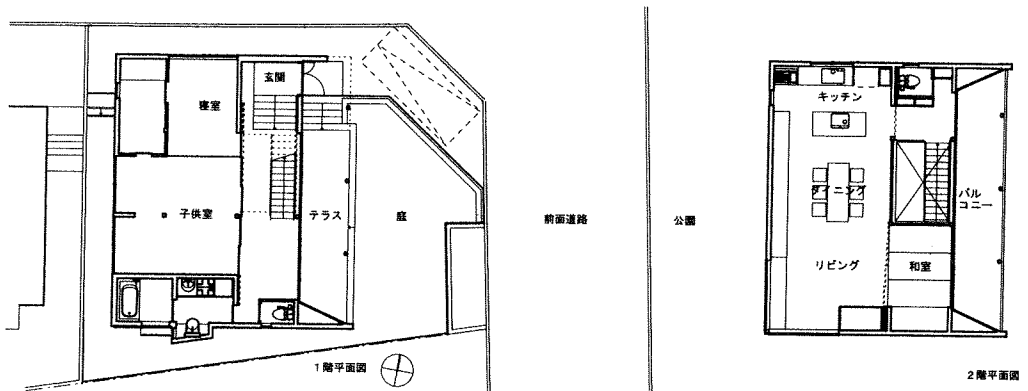 玄関
寝室
子供室
テラス
庭
前面道路
公園
1階平面図
キッチン
ダイニング
バル
コニー
リビング
和室
2階平面図